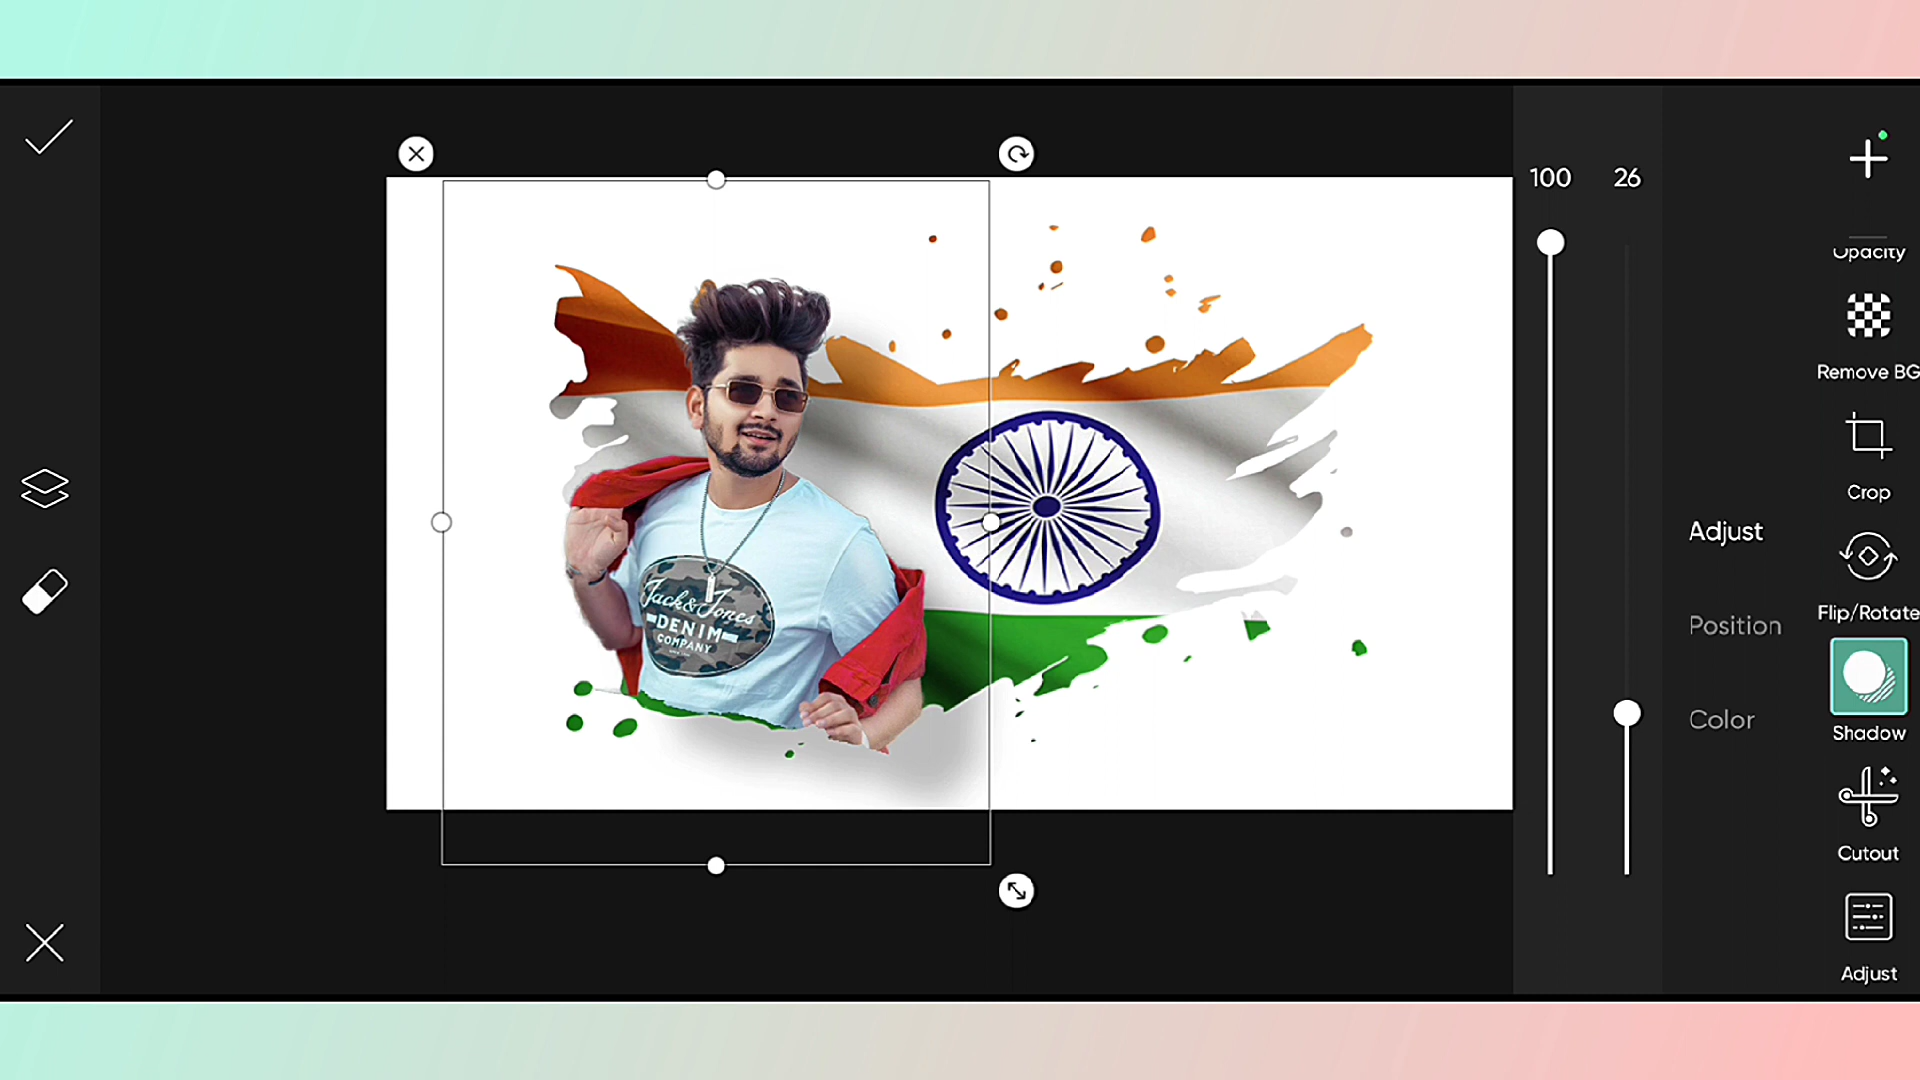 100 26
Opacity
Remove BG
Crop
Adjust
Flip/Rotate
Position
Color
Shadow
Cutout
Adjust
Jack&Jones
DENIM
COMPANY